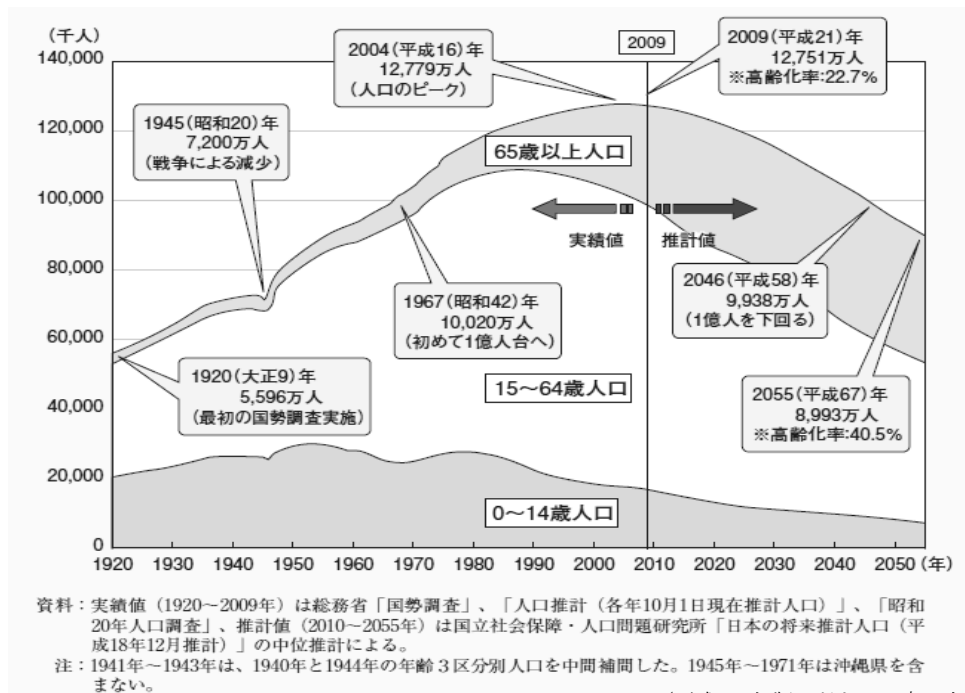 （千人）
140,000
120,000
100,000
80,000
60,000
40,000
20,000
0
1920 1930 1940 1950 1960 1970 1980 1990 2000 2010 2020 2030 2040 2050（年）
2004（平成16）年
12,779万人
（人口のピーク）
2009
2009（平成21）年
12,751万人
※高齢化率：22.7%
1945（昭和20）年
7,200万人
（戦争による減少）
65歳以上人口
実績値 推計値
1967（昭和42）年
10,020万人
（初めて1億人台へ）
2046（平成58）年
9,938万人
（1億人を下回る）
1920（大正9）年
5,596万人
（最初の国勢調査実施）
15～64歳人口
2055（平成67）年
8,993万人
※高齢化率：40.5%
0～14歳人口
資料：実績値（1920～2009年）は総務省「国勢調査」、「人口推計（各年10月1日現在推計人口）」、「昭和
20年人口調査」、推計値（2010～2055年）は国立社会保障・人口問題研究所「日本の将来推計人口（平
成18年12月推計）」の中位推計による。
注：1941年～1943年は、1940年と1944年の年齢３区分別人口を中間補間した。1945年～1971年は沖縄県を含
まない。